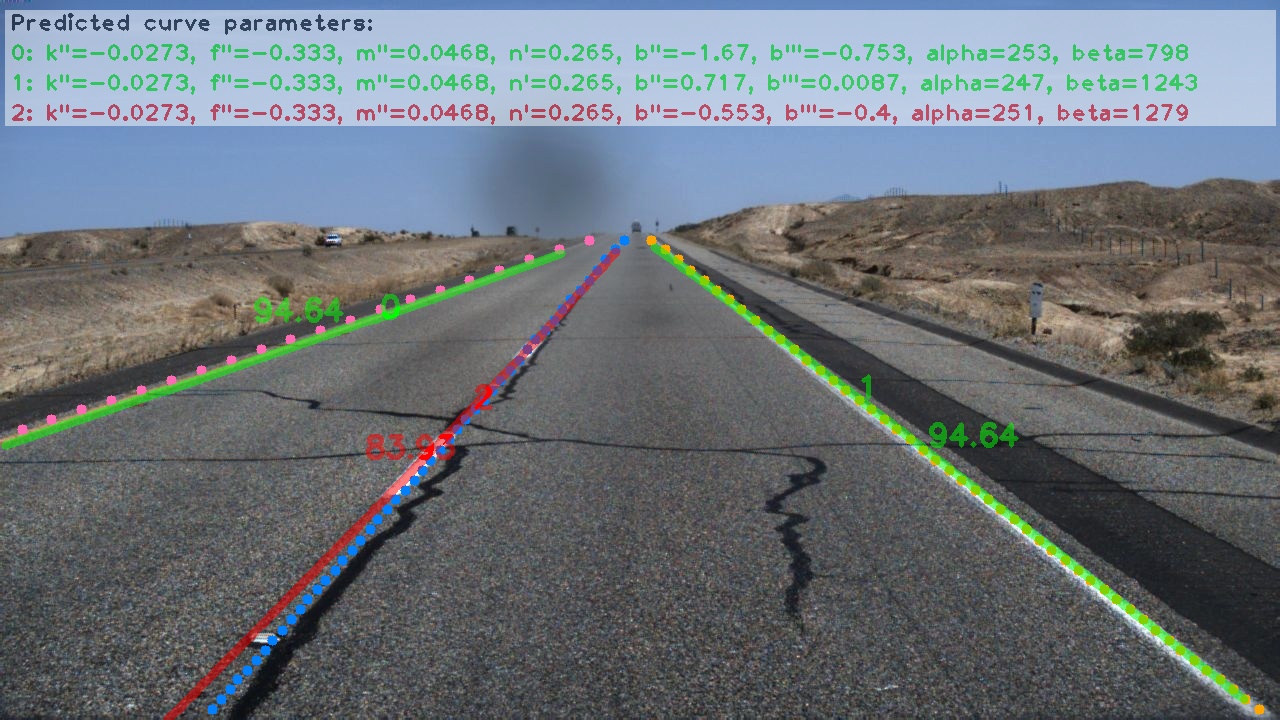 Predicted curve parameters:
0: k''=-0.0273, f''=-0.333, m''=0.0468, n'=0.265, b''=-1.67, b'''=-0.753, alpha=253, beta=798
1: k''=-0.0273, f''=-0.333, m''=0.0468, n'=0.265, b''=0.717, b'''=0.0087, alpha=247, beta=1243
2: k''=-0.0273, f''=-0.333, m''=0.0468, n'=0.265, b''=-0.553, b'''=-0.4, alpha=251, beta=1279
94.64 0
2 1
83.93 94.64